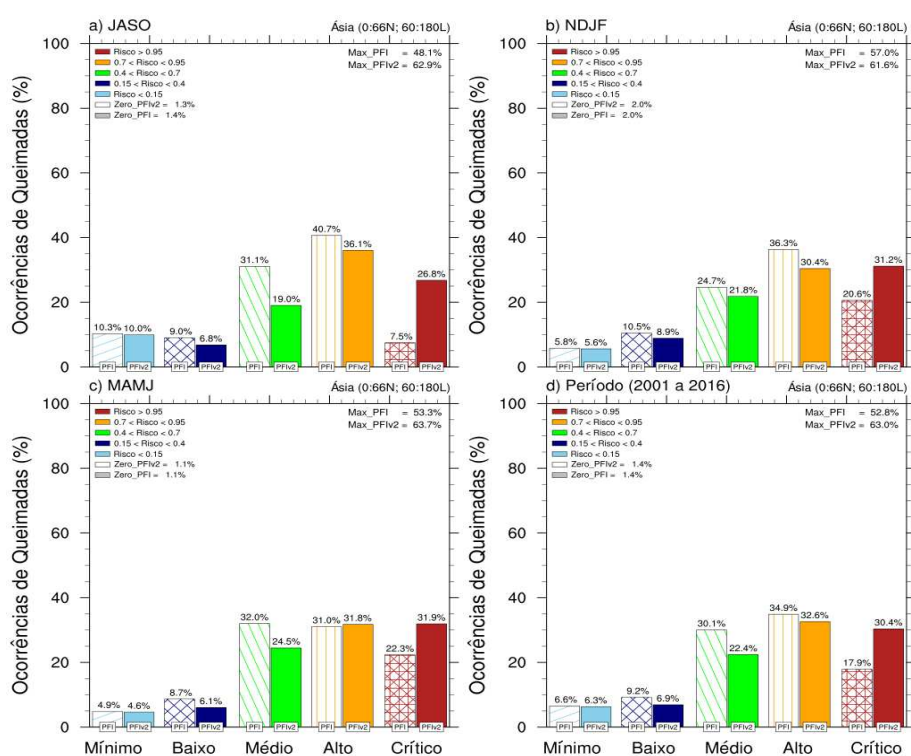 a) JASO
Ásia (0:66N; 60:180L)
Ocorrências de Queimadas (%)
100
80
60
40
20
0
Risco > 0.95
0.7 < Risco < 0.95
0.4 < Risco < 0.7
0.15 < Risco < 0.4
Risco < 0.15
Zero_PFIv2 = 1.3%
Zero_PFI = 1.4%
Max_PFI = 48.1%
Max_PFIv2 = 62.9%
10.3% 10.0% 9.0% 6.8% 31.1% 19.0% 40.7% 36.1% 7.5% 26.8%
PFI PFIv2 PFI PFIv2 PFI PFIv2 PFI PFIv2 PFI PFIv2
b) NDJF
Ásia (0:66N; 60:180L)
Ocorrências de Queimadas (%)
100
80
60
40
20
0
Risco > 0.95
0.7 < Risco < 0.95
0.4 < Risco < 0.7
0.15 < Risco < 0.4
Risco < 0.15
Zero_PFIv2 = 2.0%
Zero_PFI = 2.0%
Max_PFI = 57.0%
Max_PFIv2 = 61.6%
5.8% 5.6% 10.5% 8.9% 24.7% 21.8% 36.3% 30.4% 20.6% 31.2%
PFI PFIv2 PFI PFIv2 PFI PFIv2 PFI PFIv2 PFI PFIv2
c) MAMJ
Ásia (0:66N; 60:180L)
Ocorrências de Queimadas (%)
100
80
60
40
20
0
Risco > 0.95
0.7 < Risco < 0.95
0.4 < Risco < 0.7
0.15 < Risco < 0.4
Risco < 0.15
Zero_PFIv2 = 1.1%
Zero_PFI = 1.1%
Max_PFI = 53.3%
Max_PFIv2 = 63.7%
4.9% 4.6% 8.7% 6.1% 32.0% 24.5% 31.0% 31.8% 22.3% 31.9%
PFI PFIv2 PFI PFIv2 PFI PFIv2 PFI PFIv2 PFI PFIv2
Mínimo Baixo Médio Alto Crítico
d) Período (2001 a 2016)
Ásia (0:66N; 60:180L)
Ocorrências de Queimadas (%)
100
80
60
40
20
0
Risco > 0.95
0.7 < Risco < 0.95
0.4 < Risco < 0.7
0.15 < Risco < 0.4
Risco < 0.15
Zero_PFIv2 = 1.4%
Zero_PFI = 1.4%
Max_PFI = 52.8%
Max_PFIv2 = 63.0%
6.6% 6.3% 9.2% 6.9% 30.1% 22.4% 34.9% 32.6% 17.9% 30.4%
PFI PFIv2 PFI PFIv2 PFI PFIv2 PFI PFIv2 PFI PFIv2
Mínimo Baixo Médio Alto Crítico